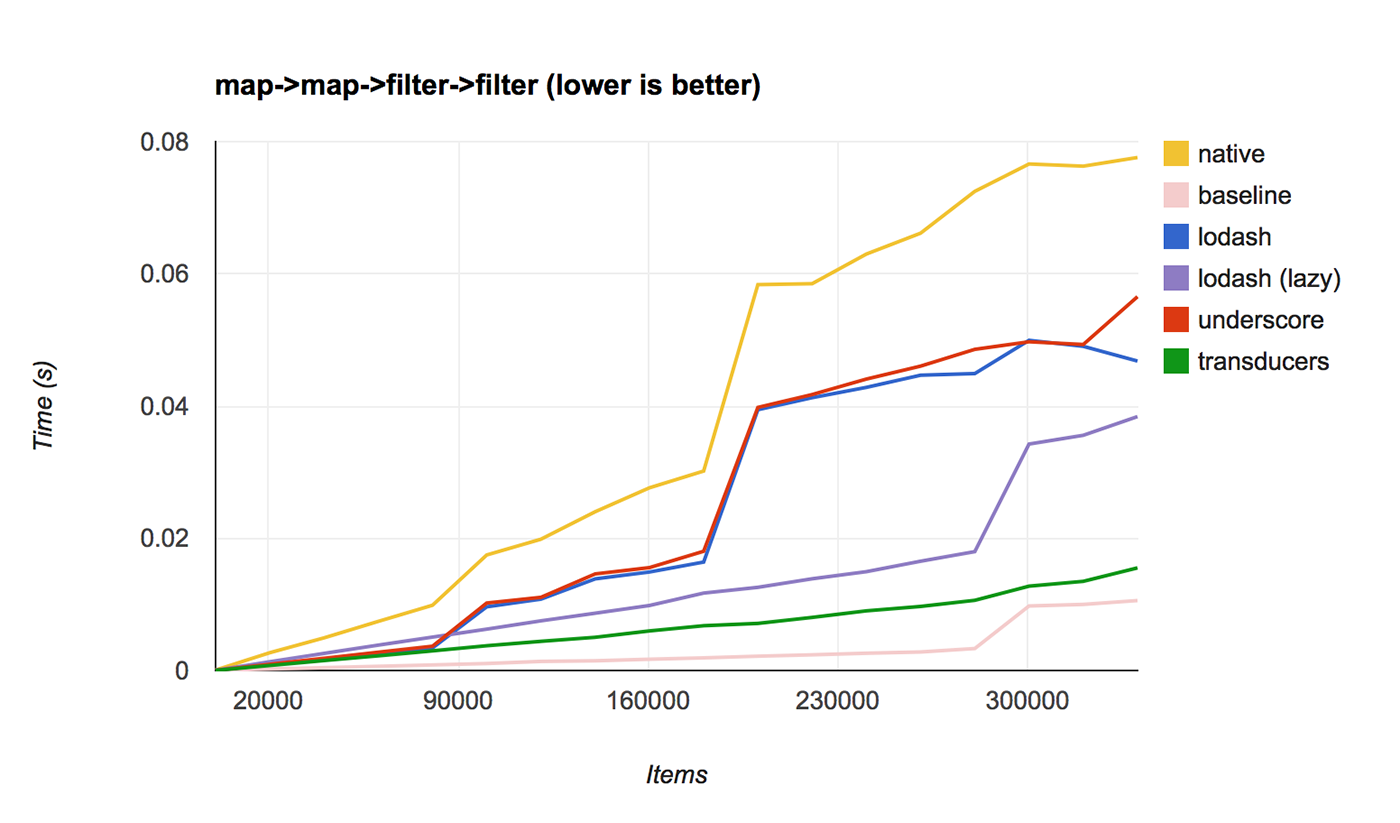 map->map->filter->filter (lower is better)
0.08
0.06
0.04
0.02
0
Time (s)
20000
90000
160000
230000
300000
Items
native
baseline
lodash
lodash (lazy)
underscore
transducers